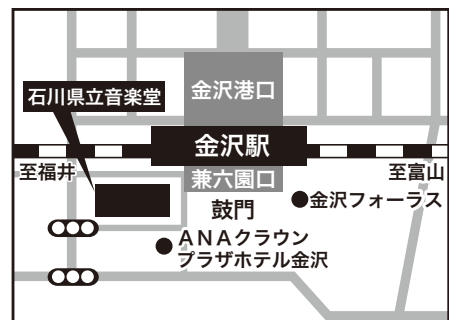 金沢港口
石川県立音楽堂
金沢駅
至福井
至富山
兼六園口
鼓門
金沢フォーラス
ANAクラウン
プラザホテル金沢